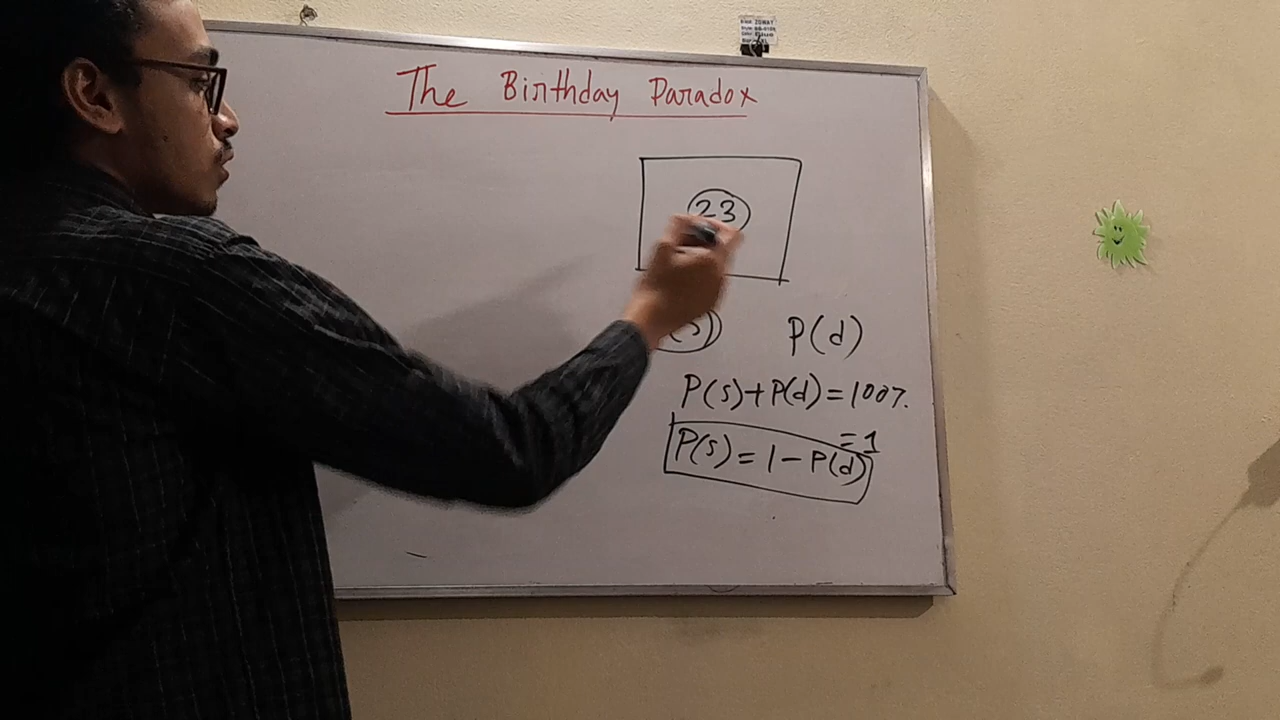 The Birthday Paradox
23
(s) P(d)
P(s)+P(d)=100%
=1
P(s)=1-P(d)